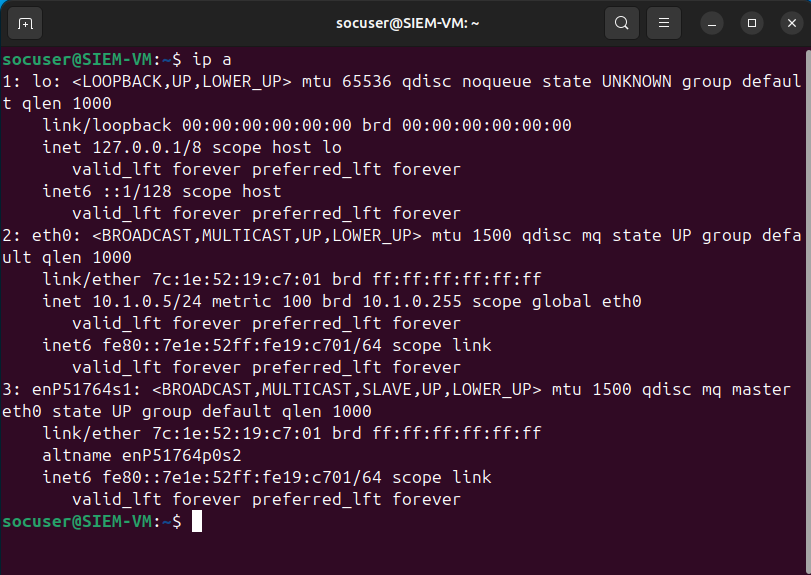 socuser@SIEM-VM: ~
socuser@SIEM-VM:~$ ip a
1: lo: <LOOPBACK,UP,LOWER_UP> mtu 65536 qdisc noqueue state UNKNOWN group defaul
t qlen 1000
    link/loopback 00:00:00:00:00:00 brd 00:00:00:00:00:00
    inet 127.0.0.1/8 scope host lo
       valid_lft forever preferred_lft forever
    inet6 ::1/128 scope host
       valid_lft forever preferred_lft forever
2: eth0: <BROADCAST,MULTICAST,UP,LOWER_UP> mtu 1500 qdisc mq state UP group defa
ult qlen 1000
    link/ether 7c:1e:52:19:c7:01 brd ff:ff:ff:ff:ff:ff
    inet 10.1.0.5/24 metric 100 brd 10.1.0.255 scope global eth0
       valid_lft forever preferred_lft forever
    inet6 fe80::7e1e:52ff:fe19:c701/64 scope link
       valid_lft forever preferred_lft forever
3: enP51764s1: <BROADCAST,MULTICAST,SLAVE,UP,LOWER_UP> mtu 1500 qdisc mq master
eth0 state UP group default qlen 1000
    link/ether 7c:1e:52:19:c7:01 brd ff:ff:ff:ff:ff:ff
    altname enP51764p0s2
    inet6 fe80::7e1e:52ff:fe19:c701/64 scope link
       valid_lft forever preferred_lft forever
socuser@SIEM-VM:~$